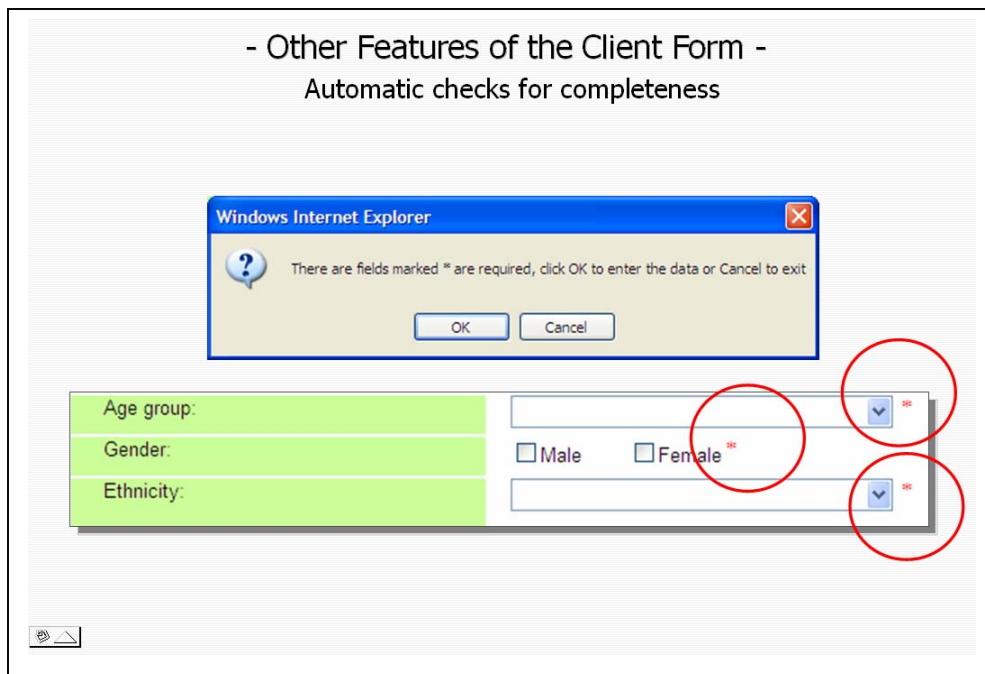 - Other Features of the Client Form -
Automatic checks for completeness
Windows Internet Explorer
There are fields marked * are required, click OK to enter the data or Cancel to exit
OK Cancel
Age group: *
Gender: Male Female *
Ethnicity: *